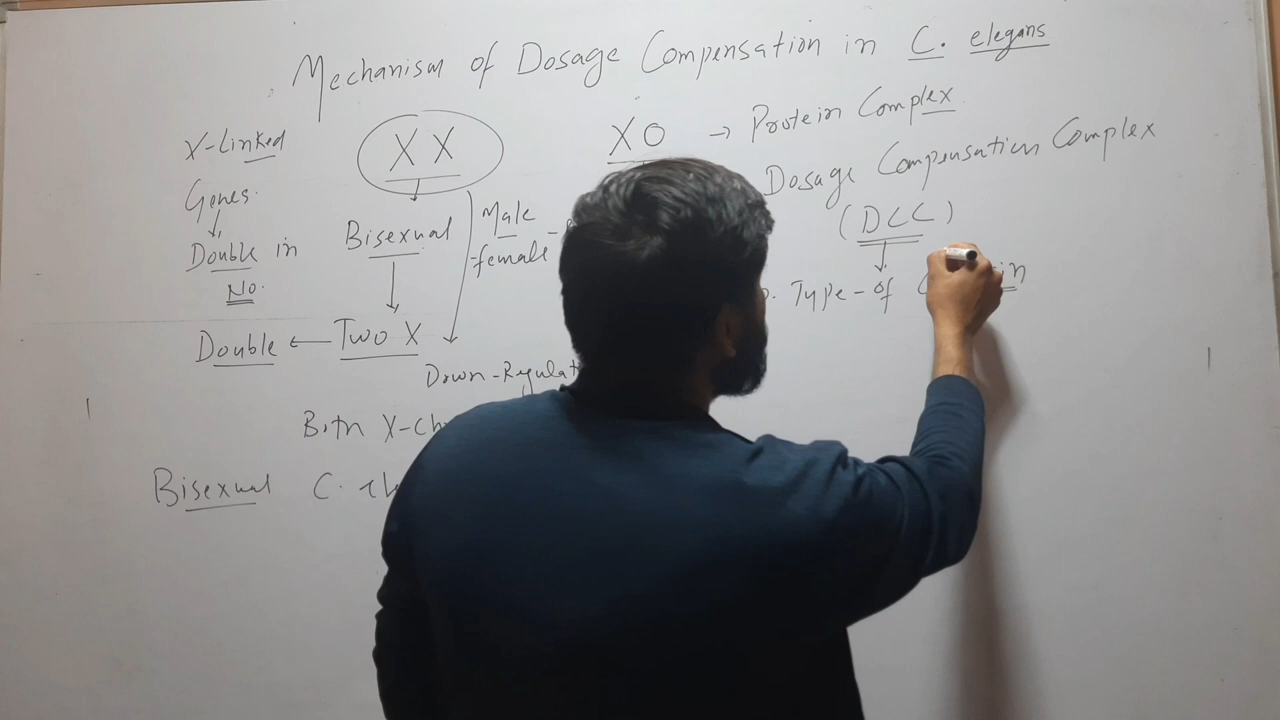 Mechanism of Dosage Compensation in C. elegans
X-Linked
Genes.
Double in
No.
XX
Bisexual
Two X
Double
Male
female
Down-Regulat
Both X-Ch
Bisexual C.
XO → Protein Complex
Dosage Compensation Complex
(DCC)
Type-of